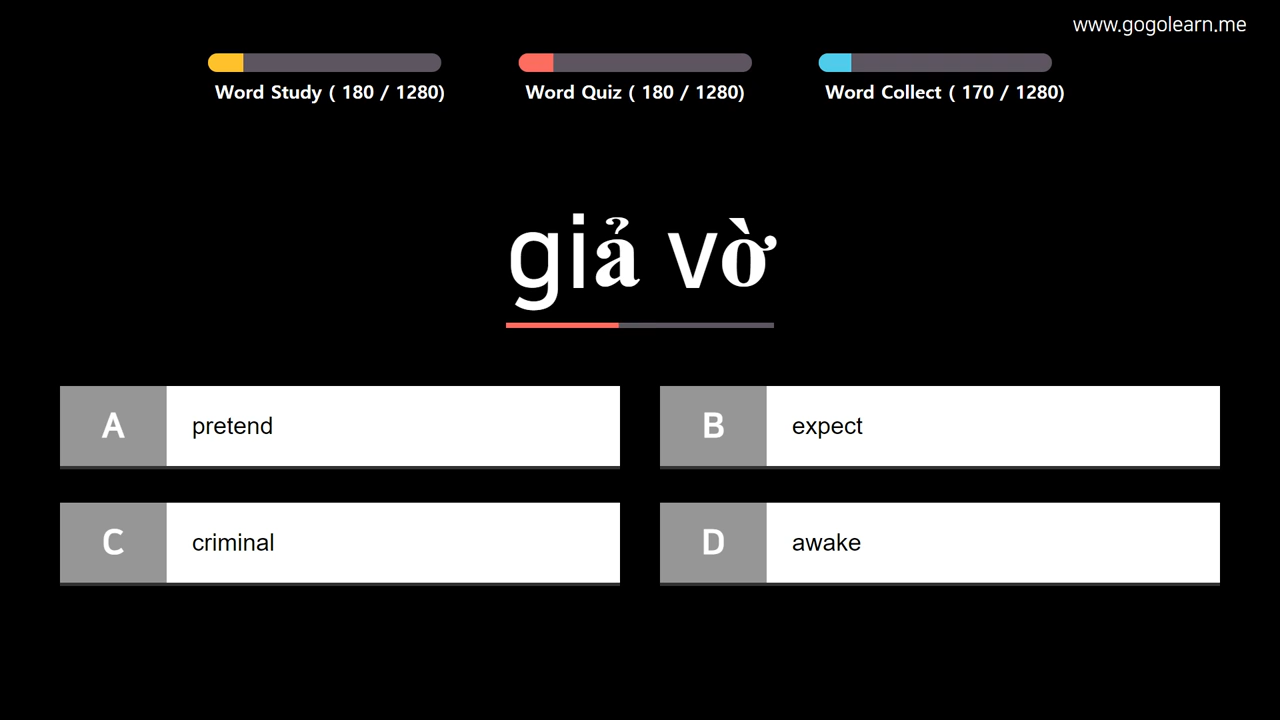 www.gogolearn.me
Word Study ( 180 / 1280)
Word Quiz ( 180 / 1280)
Word Collect ( 170 / 1280)
giả vờ
A pretend
B expect
C criminal
D awake